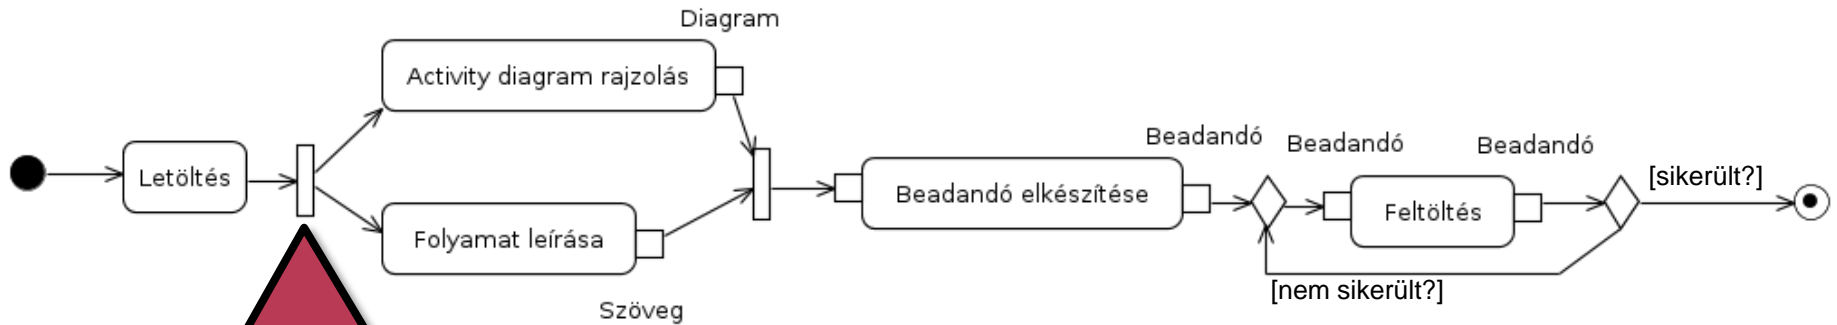 Diagram
Activity diagram rajzolás
Letöltés
Folyamat leírása
Szöveg
Beadandó elkészítése
Beadandó
Beadandó
Feltöltés
Beadandó
[sikerült?]
[nem sikerült?]